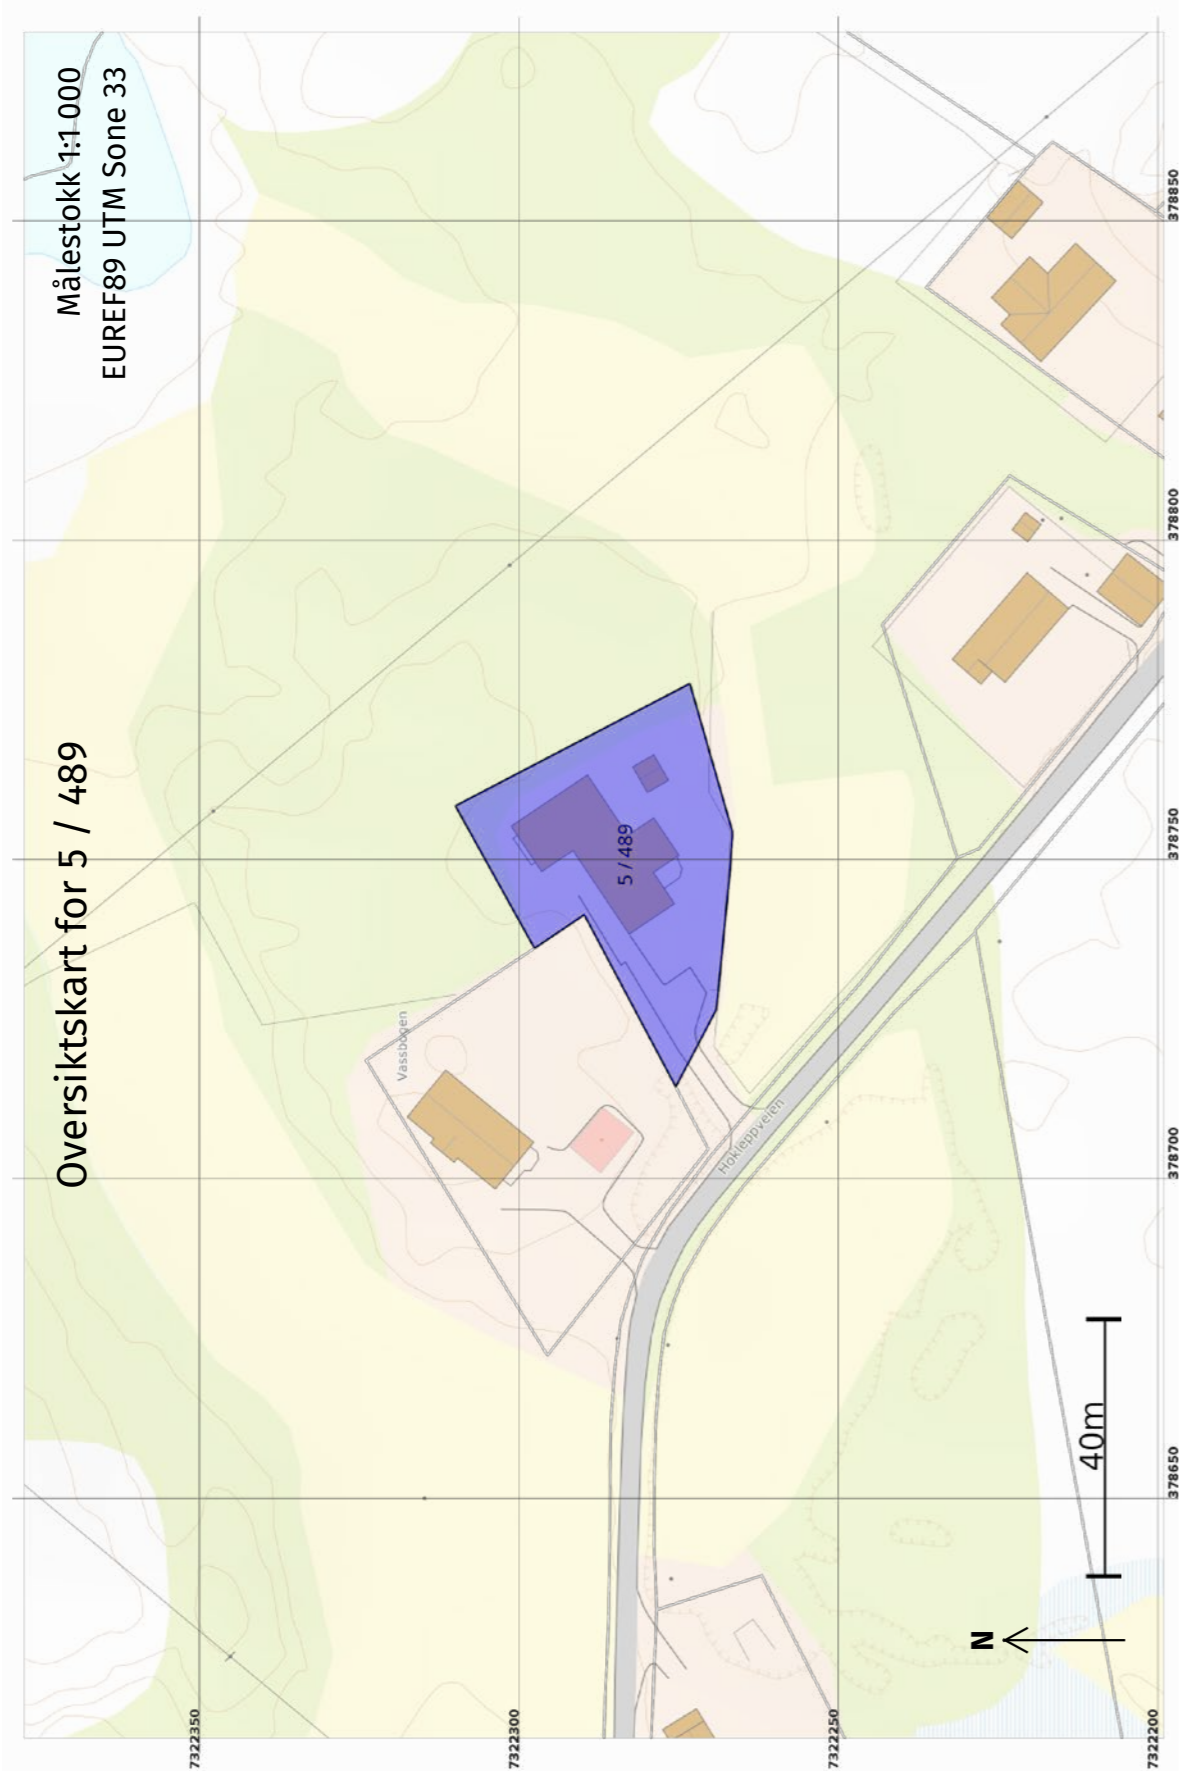 Oversiktskart for 5 / 489
Målestokk 1:1 000
EUREF89 UTM Sone 33
Vassbogen
5 / 489
Hokleppveien
40m
N
7322350
7322300
7322250
7322200
378650
378700
378750
378800
378850